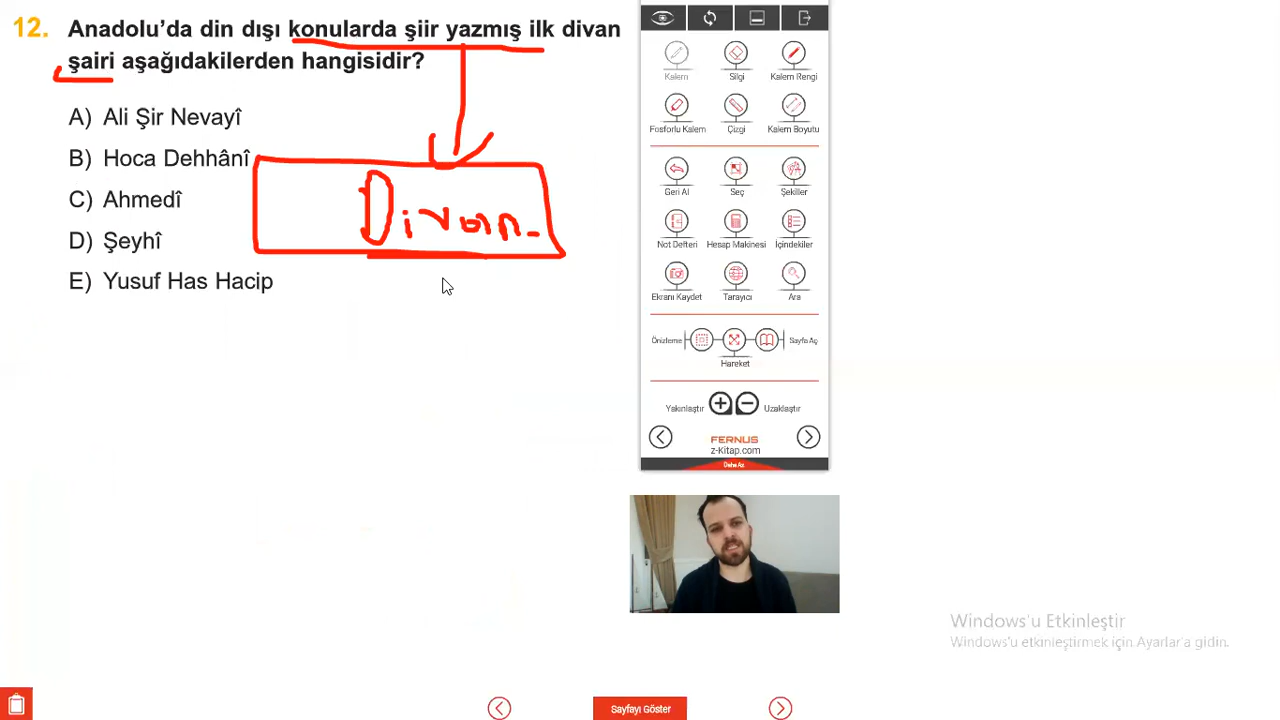 12. Anadolu'da din dışı konularda şiir yazmış ilk divan
şairi aşağıdakilerden hangisidir?
A) Ali Şir Nevayî
B) Hoca Dehhânî
C) Ahmedî
D) Şeyhî
E) Yusuf Has Hacip
Divan
Kalem Silgi Kalem Rengi
Fosforlu Kalem Çizgi Kalem Boyutu
Geri Al Seç Şekiller
Not Defteri Hesap Makinesi İçindekiler
Ekranı Kaydet Tarayıcı Ara
Önizleme Sayfa Aç
Hareket
Yakınlaştır Uzaklaştır
FERNUS
z-Kitap.com
Daha Az
Windows'u Etkinleştir
Windows'u etkinleştirmek için Ayarlar'a gidin.
Sayfayı Göster